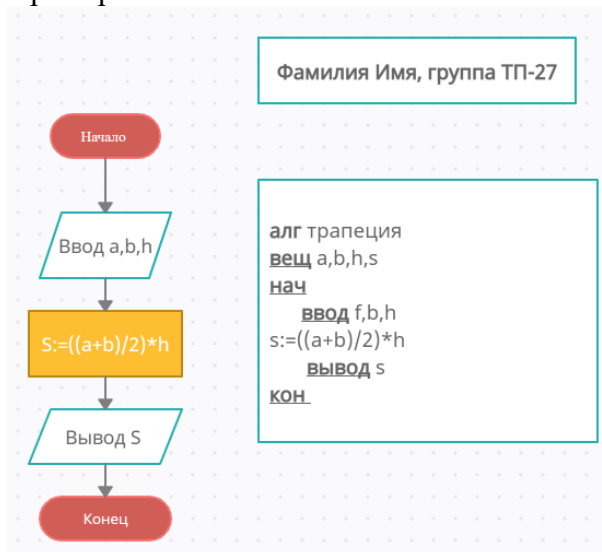 Фамилия Имя, группа ТП-27
Начало
Ввод a,b,h
S:=((a+b)/2)*h
Вывод S
Конец
алг трапеция
вещ a,b,h,s
нач
ввод f,b,h
s:=((a+b)/2)*h
вывод s
кон